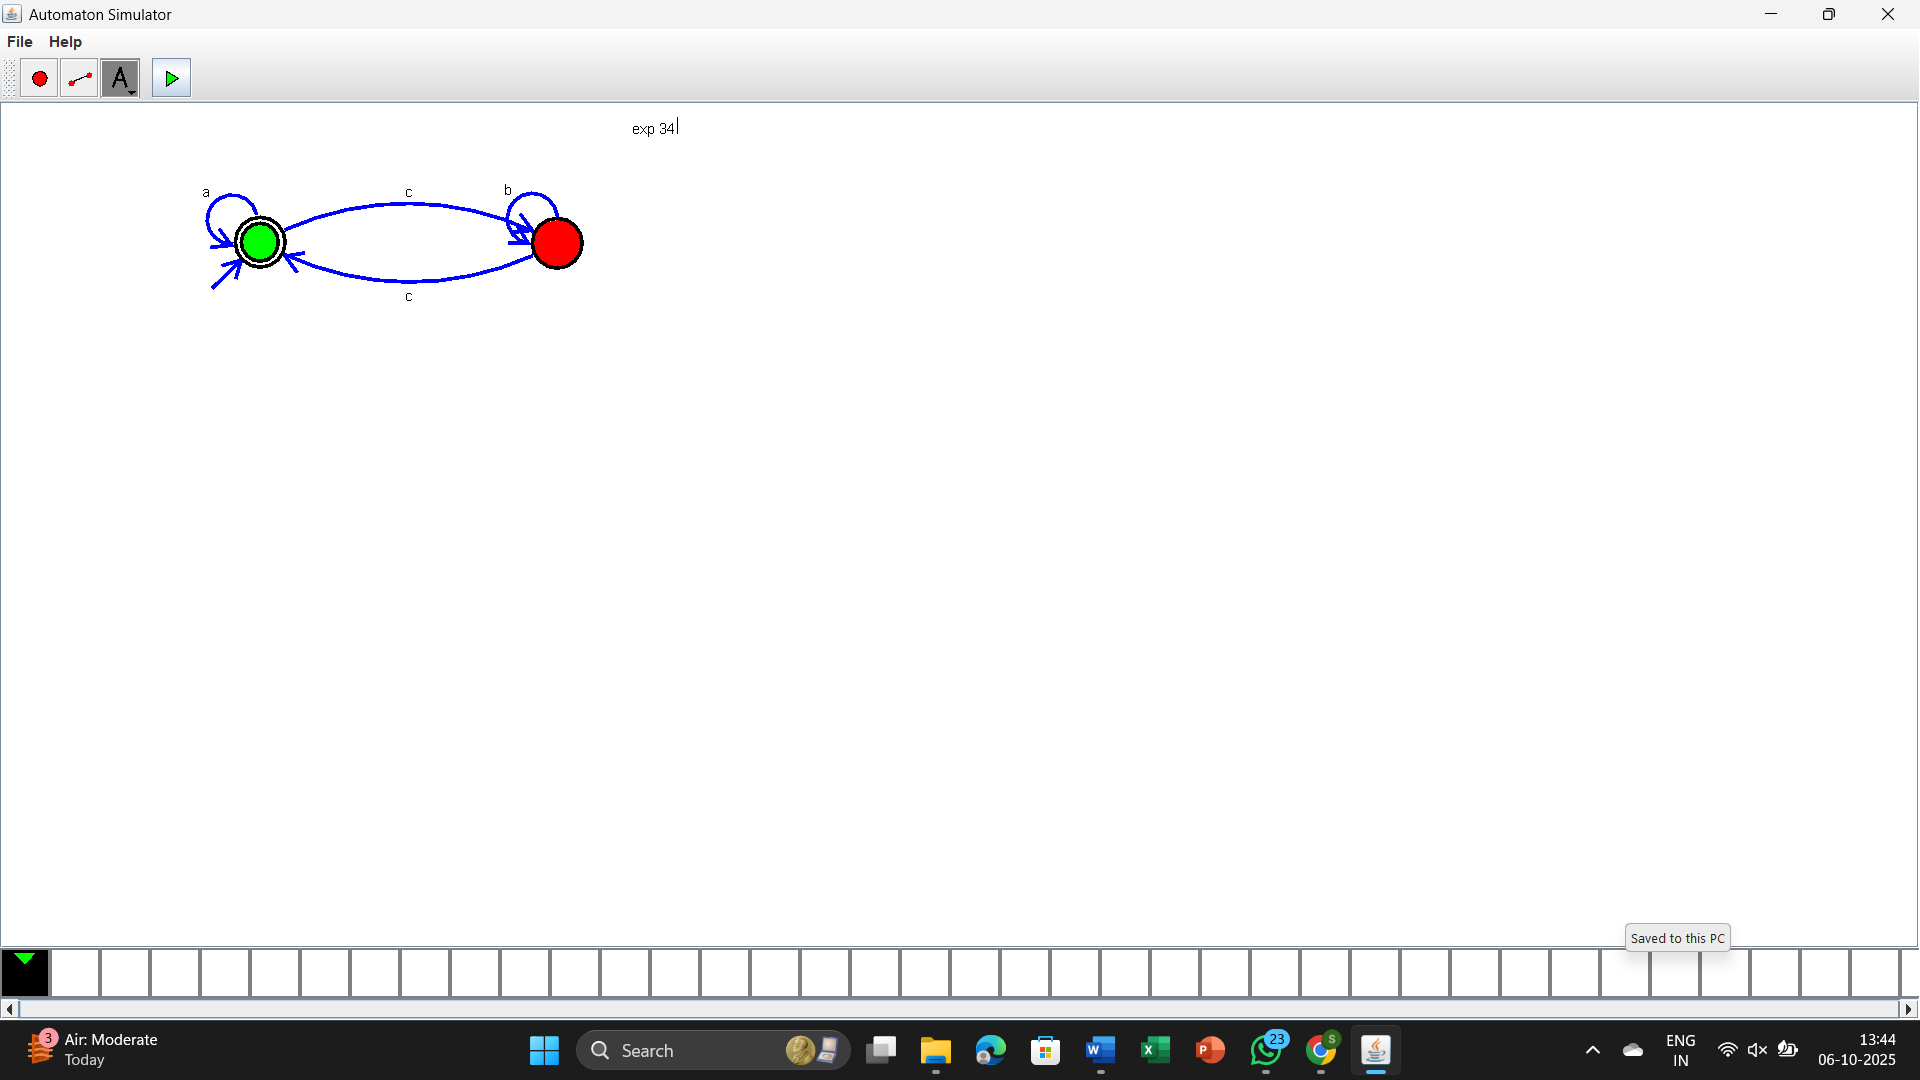 Automaton Simulator
File Help
A
exp 34
a
c
b
c
Saved to this PC
3
Air: Moderate
Today
Search
W
X
P
23
S
ENG
IN
13:44
06-10-2025